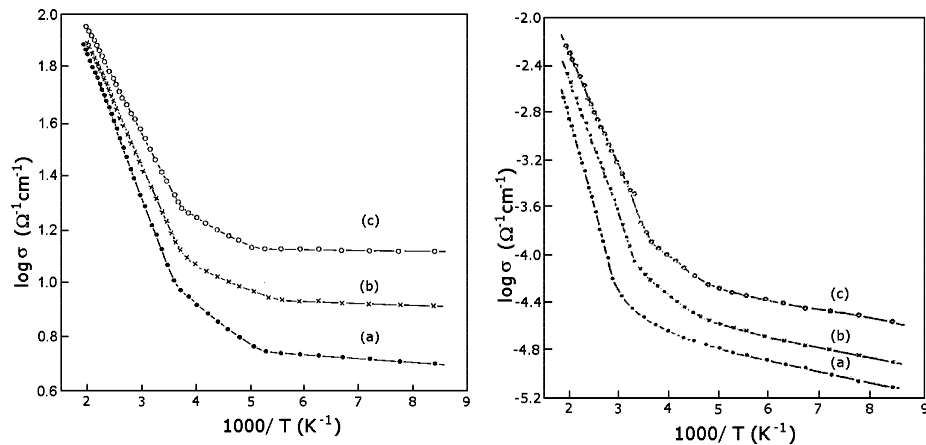 2.0
1.8
1.6
1.4
1.2
1.0
0.8
0.6
log σ (Ω⁻¹cm⁻¹)
(c)
(b)
(a)
2 3 4 5 6 7 8 9
1000/ T (K⁻¹)
-2.0
-2.4
-2.8
-3.2
-3.6
-4.0
-4.4
-4.8
-5.2
log σ (Ω⁻¹cm⁻¹)
(c)
(b)
(a)
2 3 4 5 6 7 8 9
1000/ T (K⁻¹)